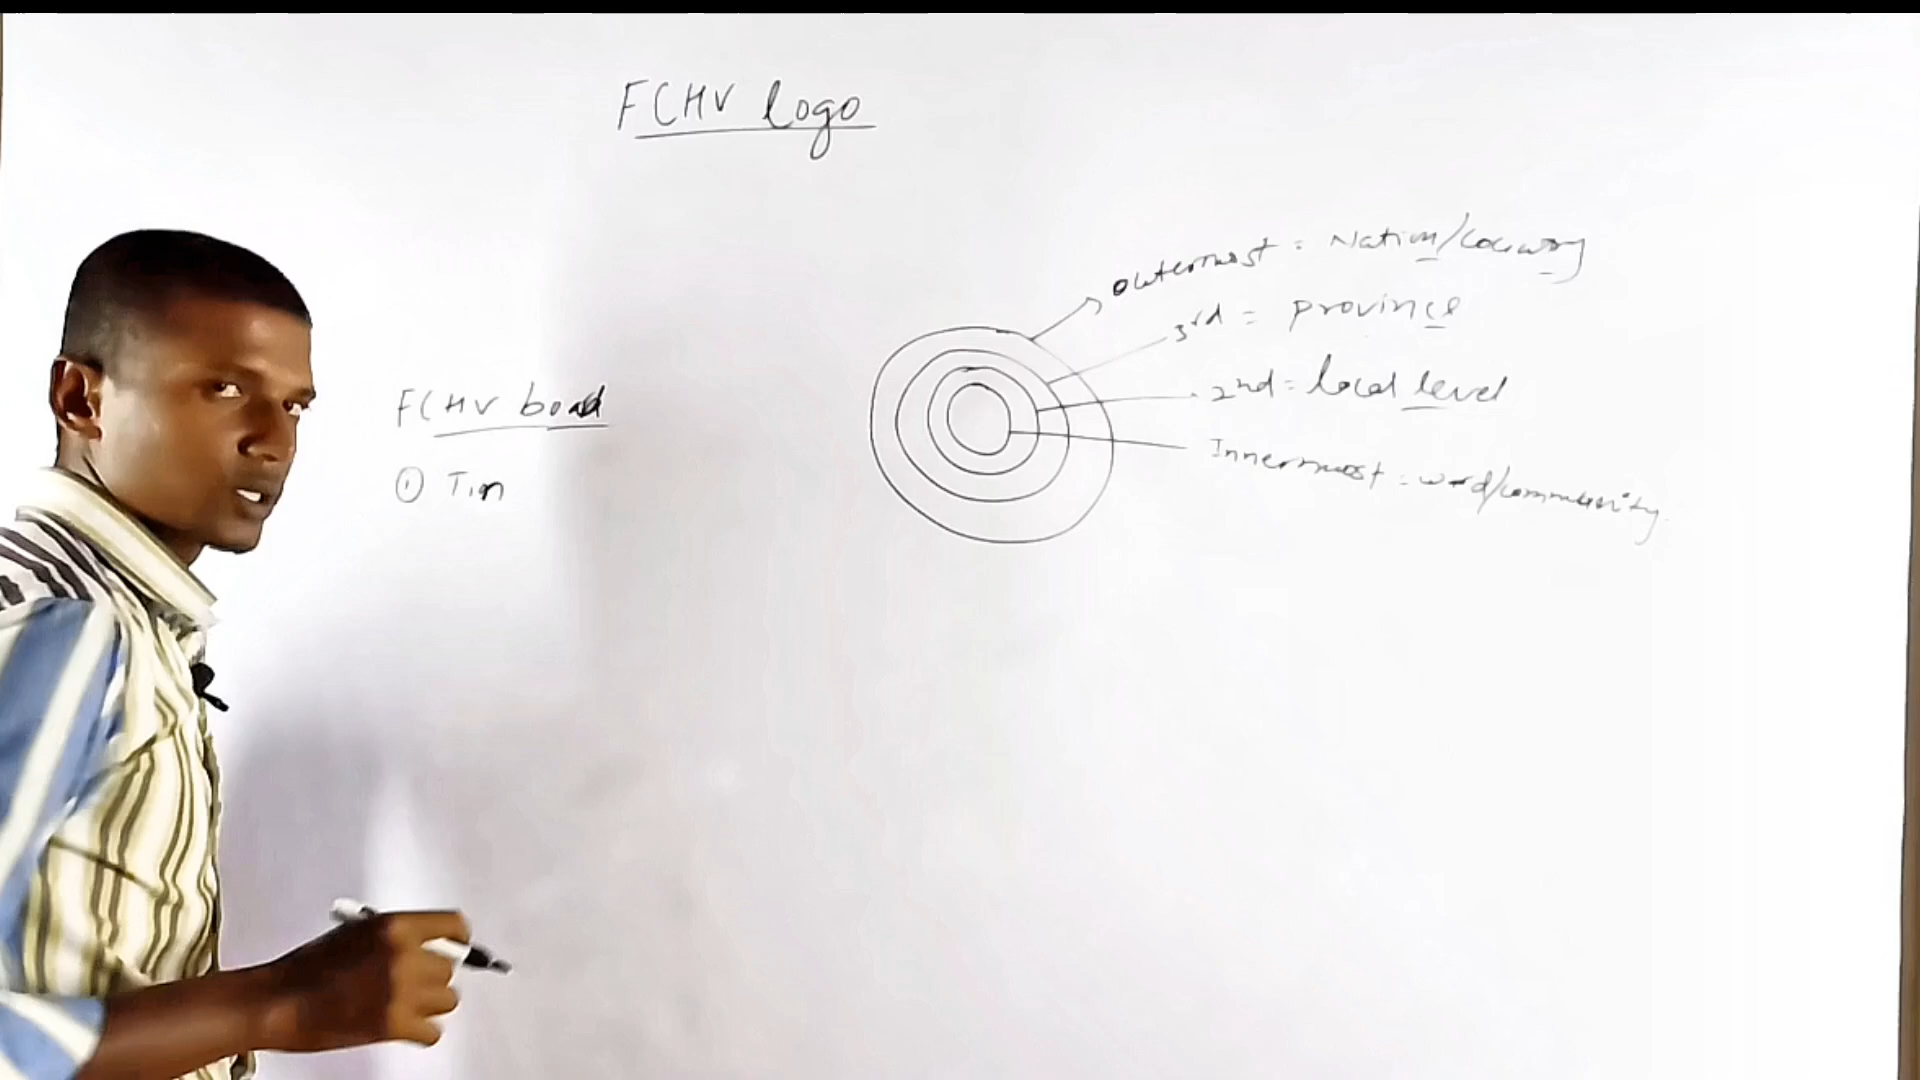 FCHV logo
outermost = Nation/Country
3rd = province
2nd = local level
Innermost = ward/community.
FCHV board
① Tin